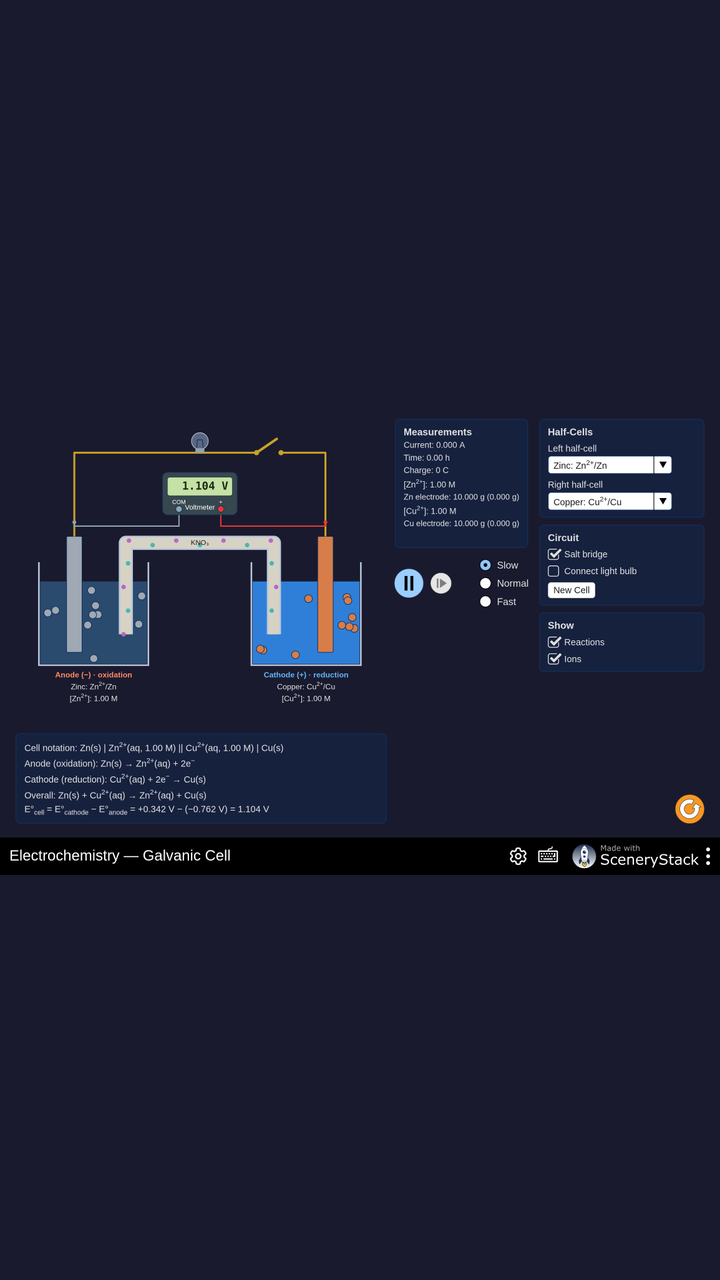 1.104 V
COM
+
Voltmeter
KNO₃
Anode (−) · oxidation
Zinc: Zn²⁺/Zn
[Zn²⁺]: 1.00 M
Cathode (+) · reduction
Copper: Cu²⁺/Cu
[Cu²⁺]: 1.00 M
Measurements
Current: 0.000 A
Time: 0.00 h
Charge: 0 C
[Zn²⁺]: 1.00 M
Zn electrode: 10.000 g (0.000 g)
[Cu²⁺]: 1.00 M
Cu electrode: 10.000 g (0.000 g)
Slow
Normal
Fast
Half-Cells
Left half-cell
Zinc: Zn²⁺/Zn
Right half-cell
Copper: Cu²⁺/Cu
Circuit
Salt bridge
Connect light bulb
New Cell
Show
Reactions
Ions
Cell notation: Zn(s) | Zn²⁺(aq, 1.00 M) || Cu²⁺(aq, 1.00 M) | Cu(s)
Anode (oxidation): Zn(s) → Zn²⁺(aq) + 2e⁻
Cathode (reduction): Cu²⁺(aq) + 2e⁻ → Cu(s)
Overall: Zn(s) + Cu²⁺(aq) → Zn²⁺(aq) + Cu(s)
E°cell = E°cathode − E°anode = +0.342 V − (−0.762 V) = 1.104 V
Electrochemistry — Galvanic Cell
Made with
SceneryStack